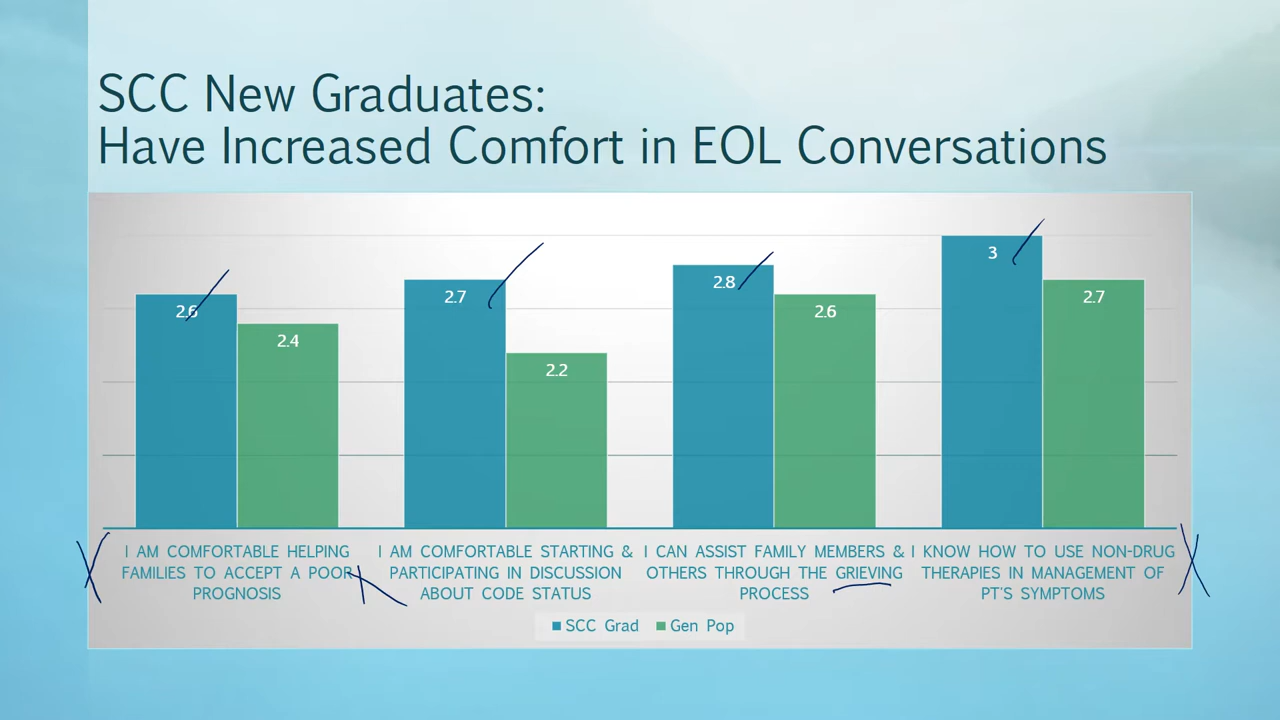 SCC New Graduates:
Have Increased Comfort in EOL Conversations
2.6
2.4
2.7
2.2
2.8
2.6
3
2.7
I AM COMFORTABLE HELPING
FAMILIES TO ACCEPT A POOR
PROGNOSIS
I AM COMFORTABLE STARTING &
PARTICIPATING IN DISCUSSION
ABOUT CODE STATUS
I CAN ASSIST FAMILY MEMBERS &
OTHERS THROUGH THE GRIEVING
PROCESS
I KNOW HOW TO USE NON-DRUG
THERAPIES IN MANAGEMENT OF
PT'S SYMPTOMS
SCC Grad Gen Pop